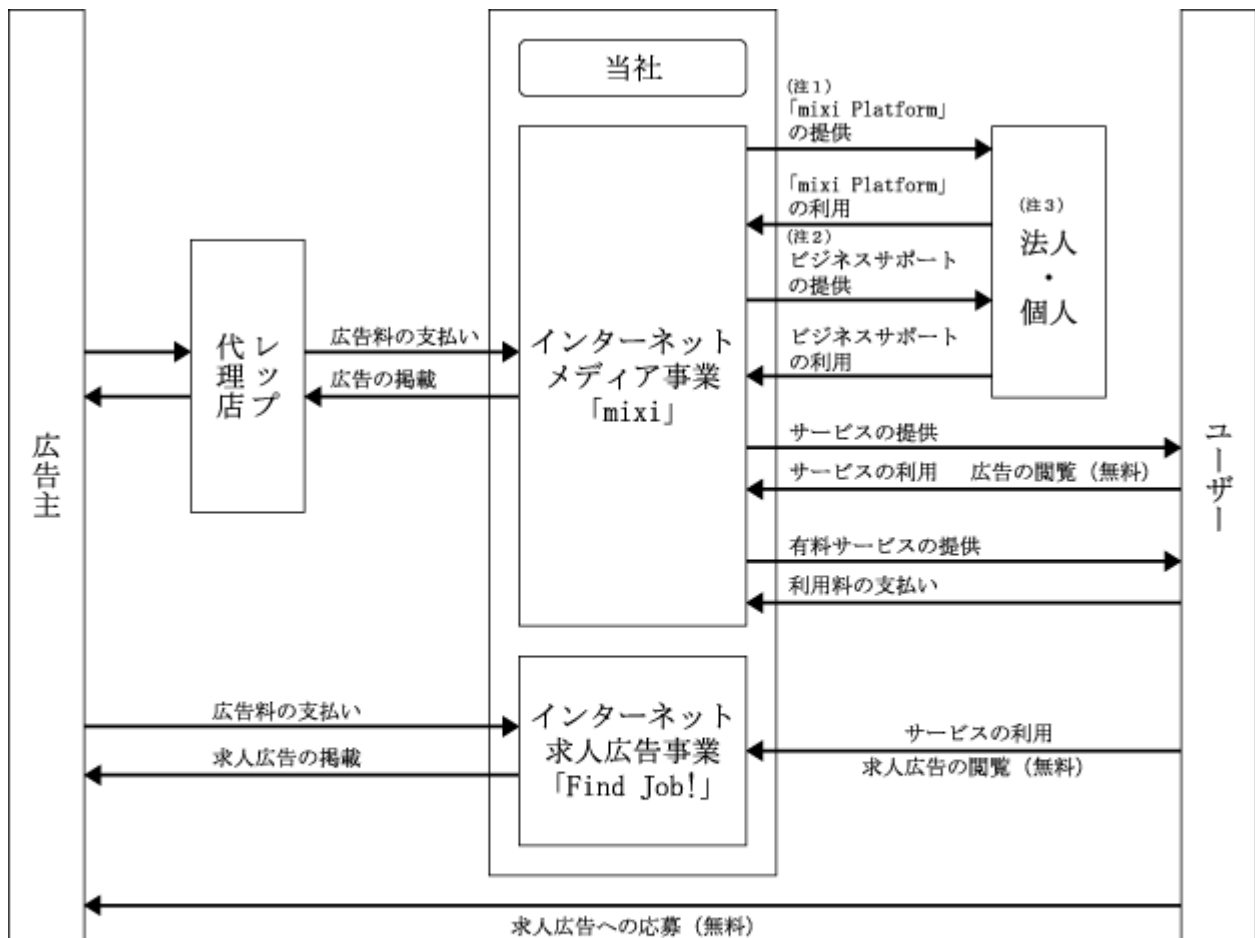 当社
(注1)
「mixi Platform」
の提供
「mixi Platform」
の利用
(注2)
ビジネスサポート
の提供
ビジネスサポート
の利用
(注3)
法人
・
個人
広告主
レップ
代理店
広告料の支払い
広告の掲載
インターネット
メディア事業
「mixi」
サービスの提供
サービスの利用 広告の閲覧(無料)
有料サービスの提供
利用料の支払い
ユーザー
広告料の支払い
求人広告の掲載
インターネット
求人広告事業
「Find Job!」
サービスの利用
求人広告の閲覧(無料)
求人広告への応募(無料)